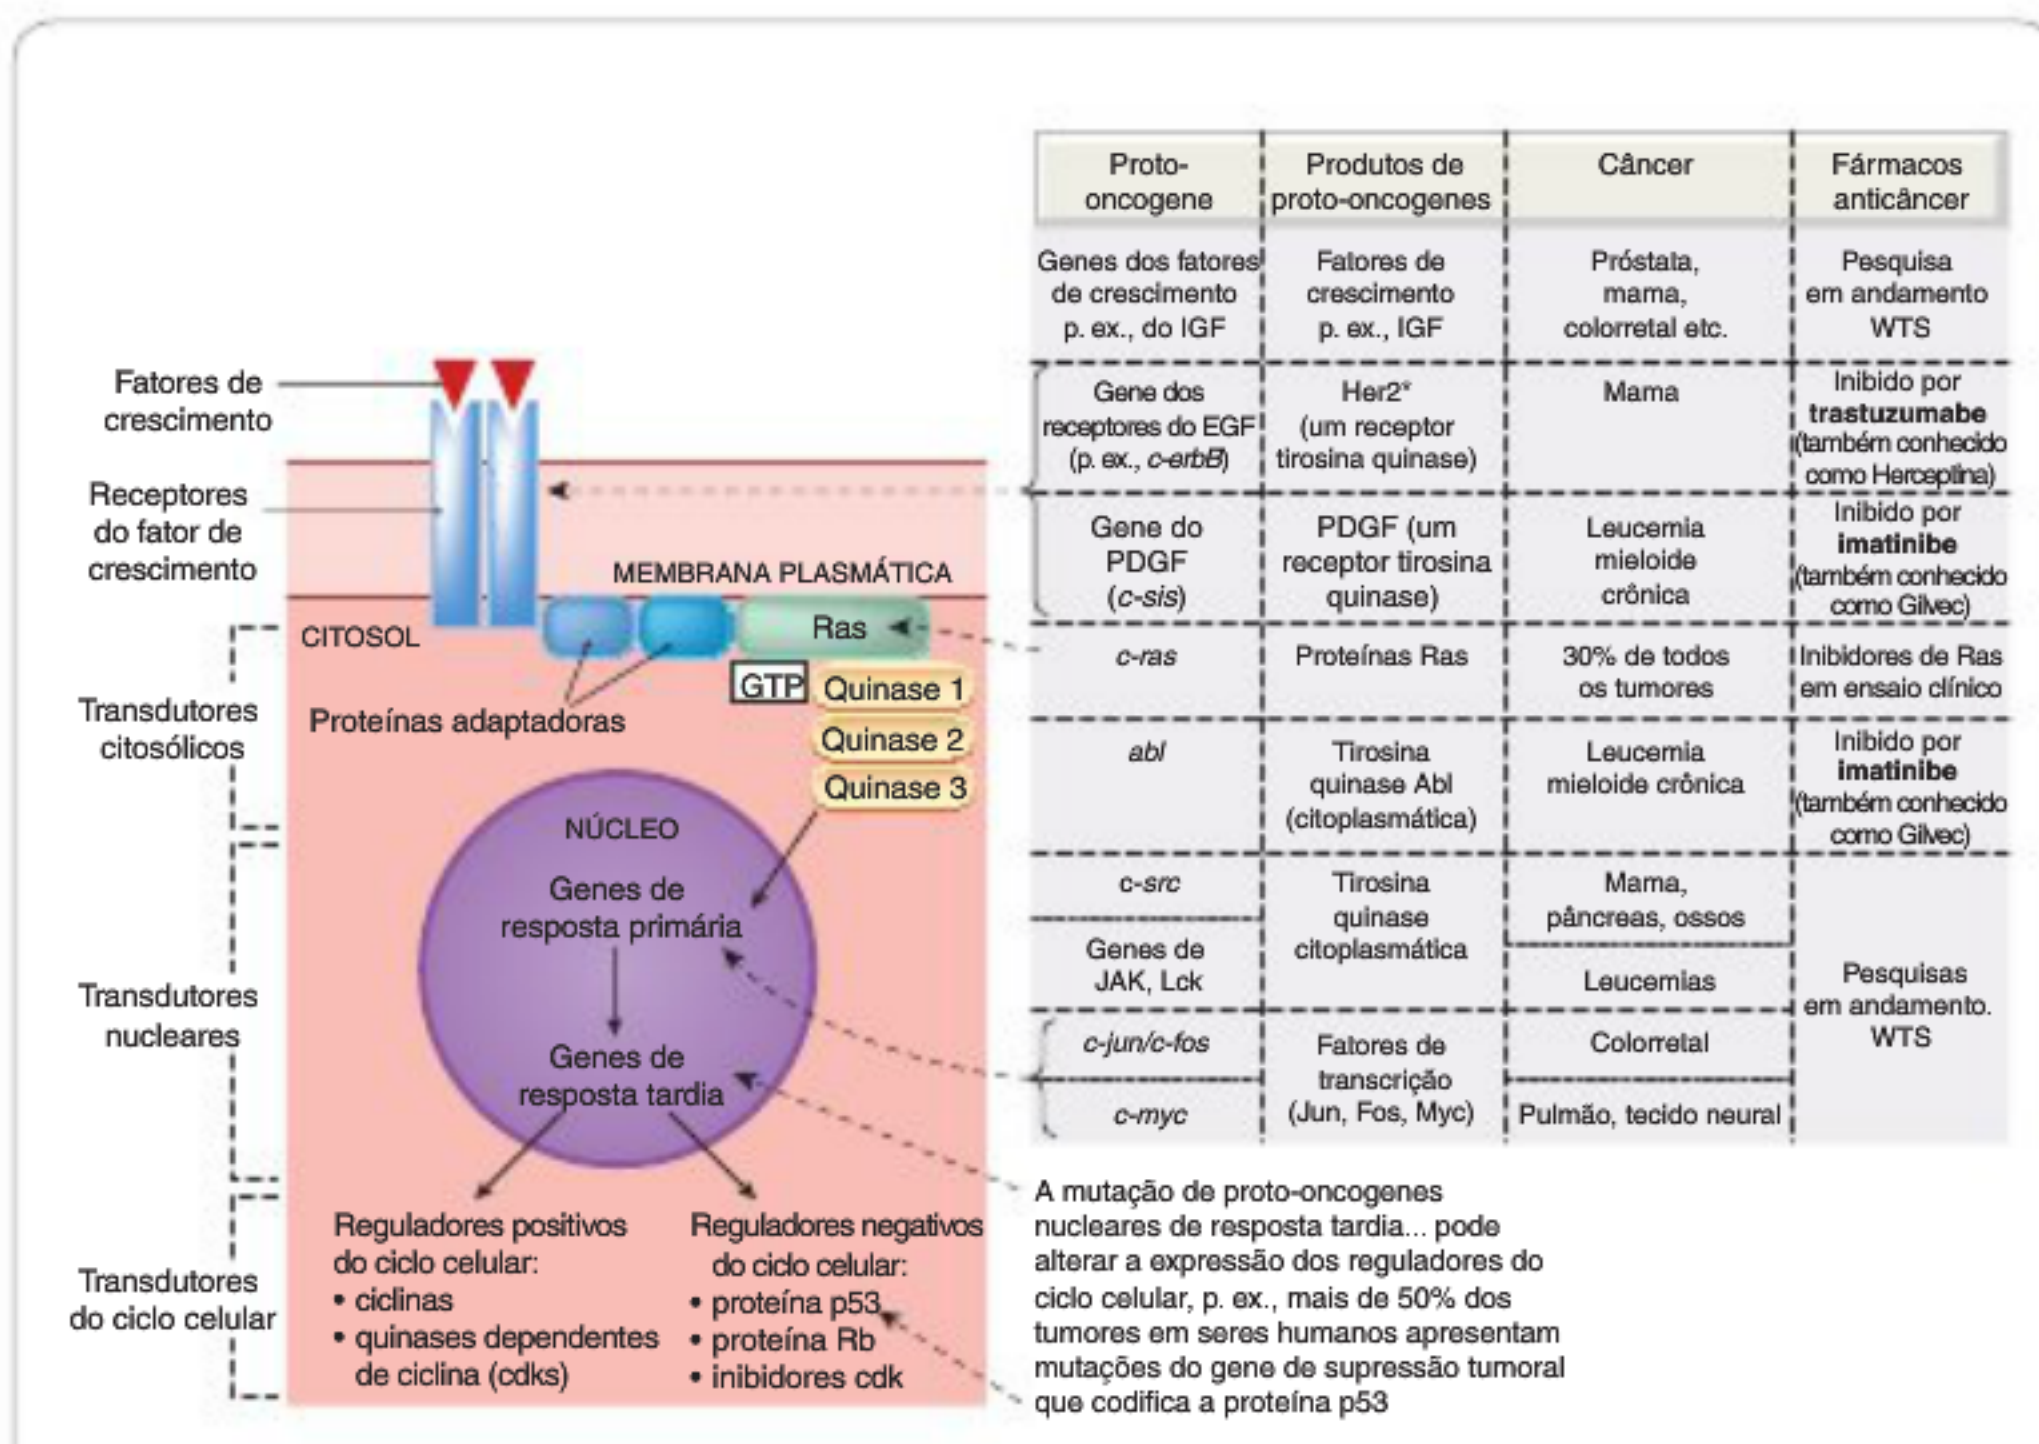 Fatores de
crescimento
Receptores
do fator de
crescimento
MEMBRANA PLASMÁTICA
CITOSOL
Ras
GTP
Quinase 1
Quinase 2
Quinase 3
Proteínas adaptadoras
Transdutores
citosólicos
NÚCLEO
Genes de
resposta primária
Genes de
resposta tardia
Transdutores
nucleares
Reguladores positivos
do ciclo celular:
• ciclinas
• quinases dependentes
de ciclina (cdks)
Reguladores negativos
do ciclo celular:
• proteína p53
• proteína Rb
• inibidores cdk
Transdutores
do ciclo celular
Proto-
oncogene
Produtos de
proto-oncogenes
Câncer
Fármacos
anticâncer
Genes dos fatores
de crescimento
p. ex., do IGF
Fatores de
crescimento
p. ex., IGF
Próstata,
mama,
colorretal etc.
Pesquisa
em andamento
WTS
Gene dos
receptores do EGF
(p. ex., c-erbB)
Her2*
(um receptor
tirosina quinase)
Mama
Inibido por
trastuzumabe
(também conhecido
como Herceptina)
Gene do
PDGF
(c-sis)
PDGF (um
receptor tirosina
quinase)
Leucemia
mieloide
crônica
Inibido por
imatinibe
(também conhecido
como Gilvec)
c-ras
Proteínas Ras
30% de todos
os tumores
Inibidores de Ras
em ensaio clínico
abl
Tirosina
quinase Abl
(citoplasmática)
Leucemia
mieloide crônica
Inibido por
imatinibe
(também conhecido
como Gilvec)
c-src
Tirosina
quinase
citoplasmática
Mama,
pâncreas, ossos
Genes de
JAK, Lck
Leucemias
Pesquisas
em andamento.
WTS
c-jun/c-fos
Fatores de
transcrição
(Jun, Fos, Myc)
Colorretal
c-myc
Pulmão, tecido neural
A mutação de proto-oncogenes
nucleares de resposta tardia... pode
alterar a expressão dos reguladores do
ciclo celular, p. ex., mais de 50% dos
tumores em seres humanos apresentam
mutações do gene de supressão tumoral
que codifica a proteína p53